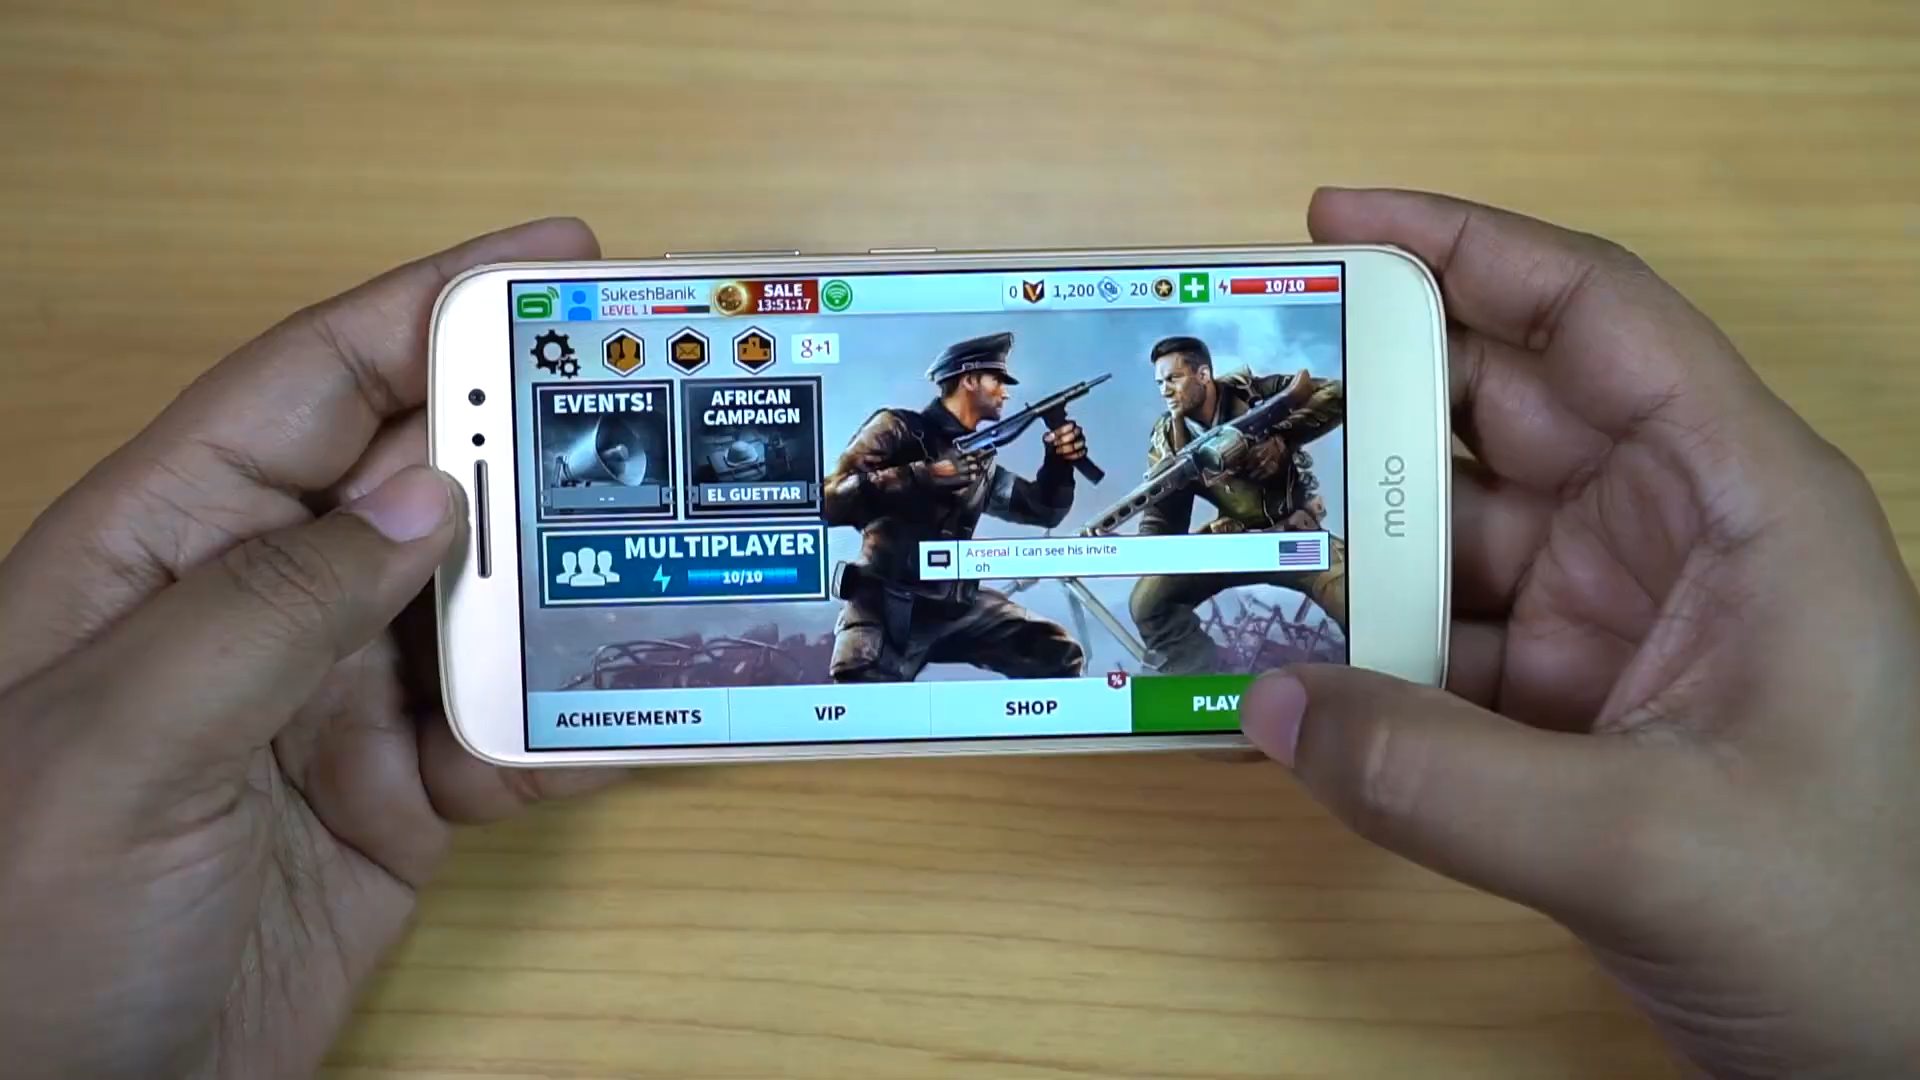 SukeshBanik
LEVEL 1
SALE
13:51:17
0
1,200
20
10/10
g+1
EVENTS!
- -
AFRICAN
CAMPAIGN
EL GUETTAR
MULTIPLAYER
10/10
Arsenal I can see his invite
. oh
%
ACHIEVEMENTS
VIP
SHOP
PLAY
moto